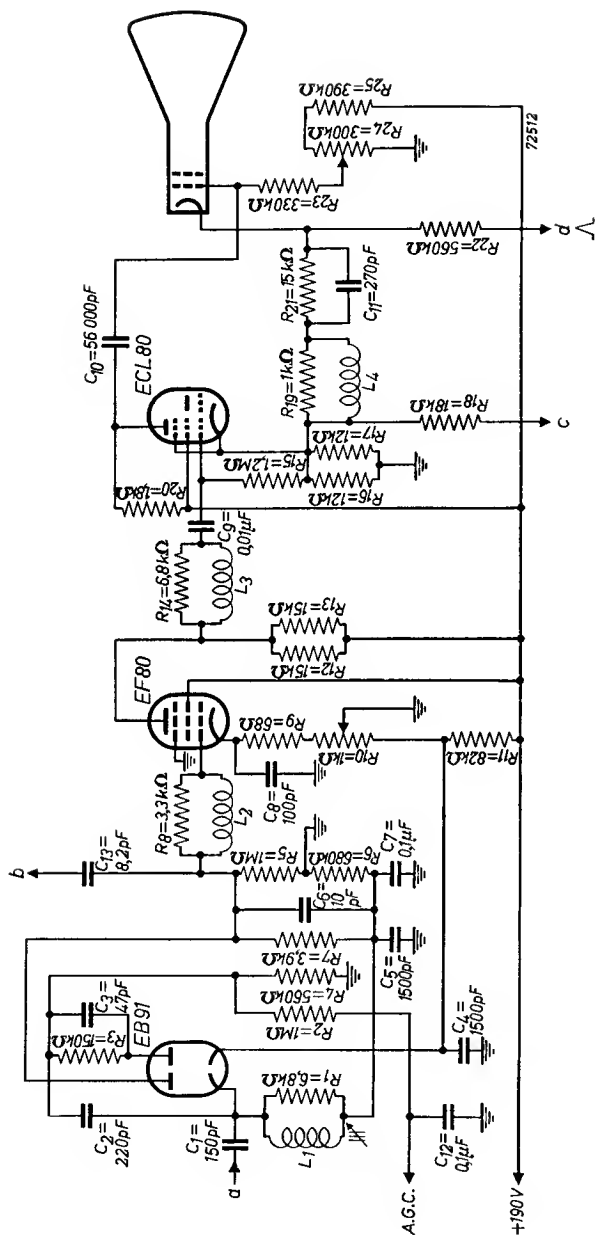 a
C1=
150pF
C2=
220pF
R3=150kΩ
C3=
47pF
EB91
L1
R1=6,8kΩ
A.G.C.
C12=
0,1μF
+190V
R2=1MΩ
R4=560kΩ
R7=3,9kΩ
C4=
1500pF
C5=
1500pF
C6=
10
pF
b
C13=
8,2pF
R5=1MΩ
R6=680kΩ
C7=
0,1μF
R8=3,3kΩ
L2
EF80
C8=
100pF
R9=68Ω
R10=1kΩ
R11=82kΩ
R12=15kΩ
R13=15kΩ
R14=6,8kΩ
L3
C9=
0,01μF
R20=1,8kΩ
ECL80
C10=56000pF
R15=1,2MΩ
R16=12kΩ
R17=12kΩ
R19=1kΩ
L4
R18=18kΩ
c
R21=15kΩ
C11=270pF
R22=560kΩ
d
R23=330kΩ
R24=300kΩ
R25=390kΩ
72512